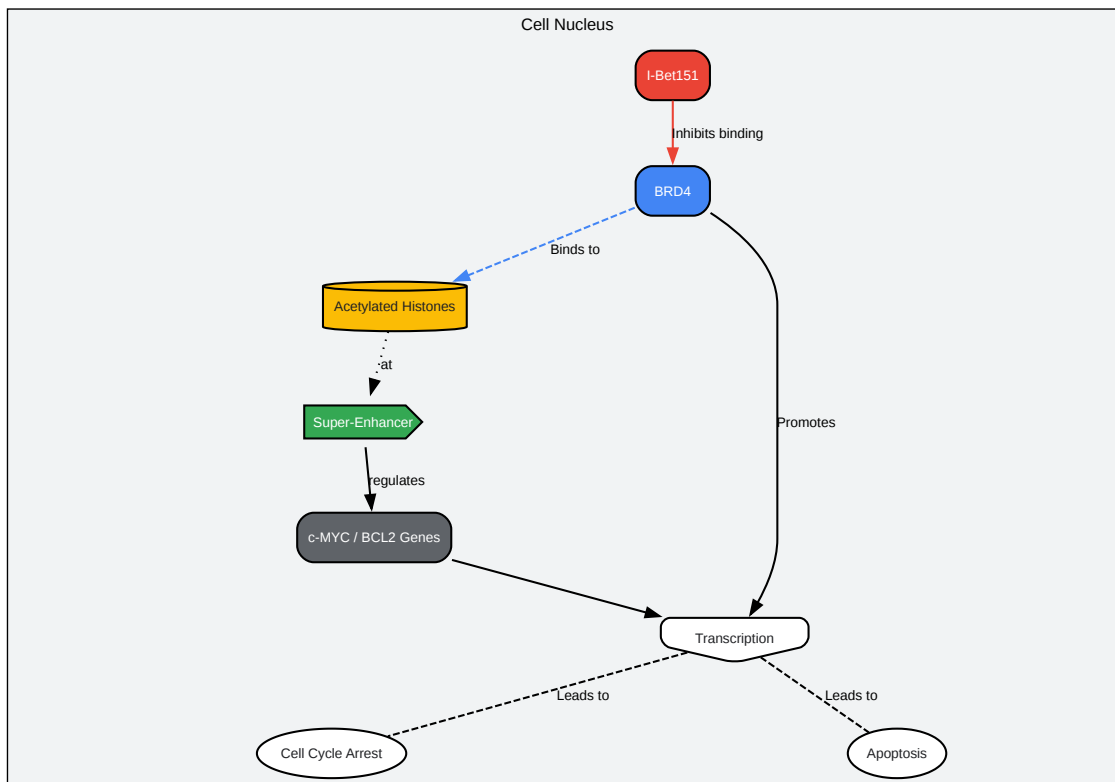 Cell Nucleus
I-Bet151
Inhibits binding
BRD4
Binds to
Acetylated Histones
at
Super-Enhancer
regulates
Promotes
c-MYC / BCL2 Genes
Transcription
Leads to
Leads to
Cell Cycle Arrest
Apoptosis